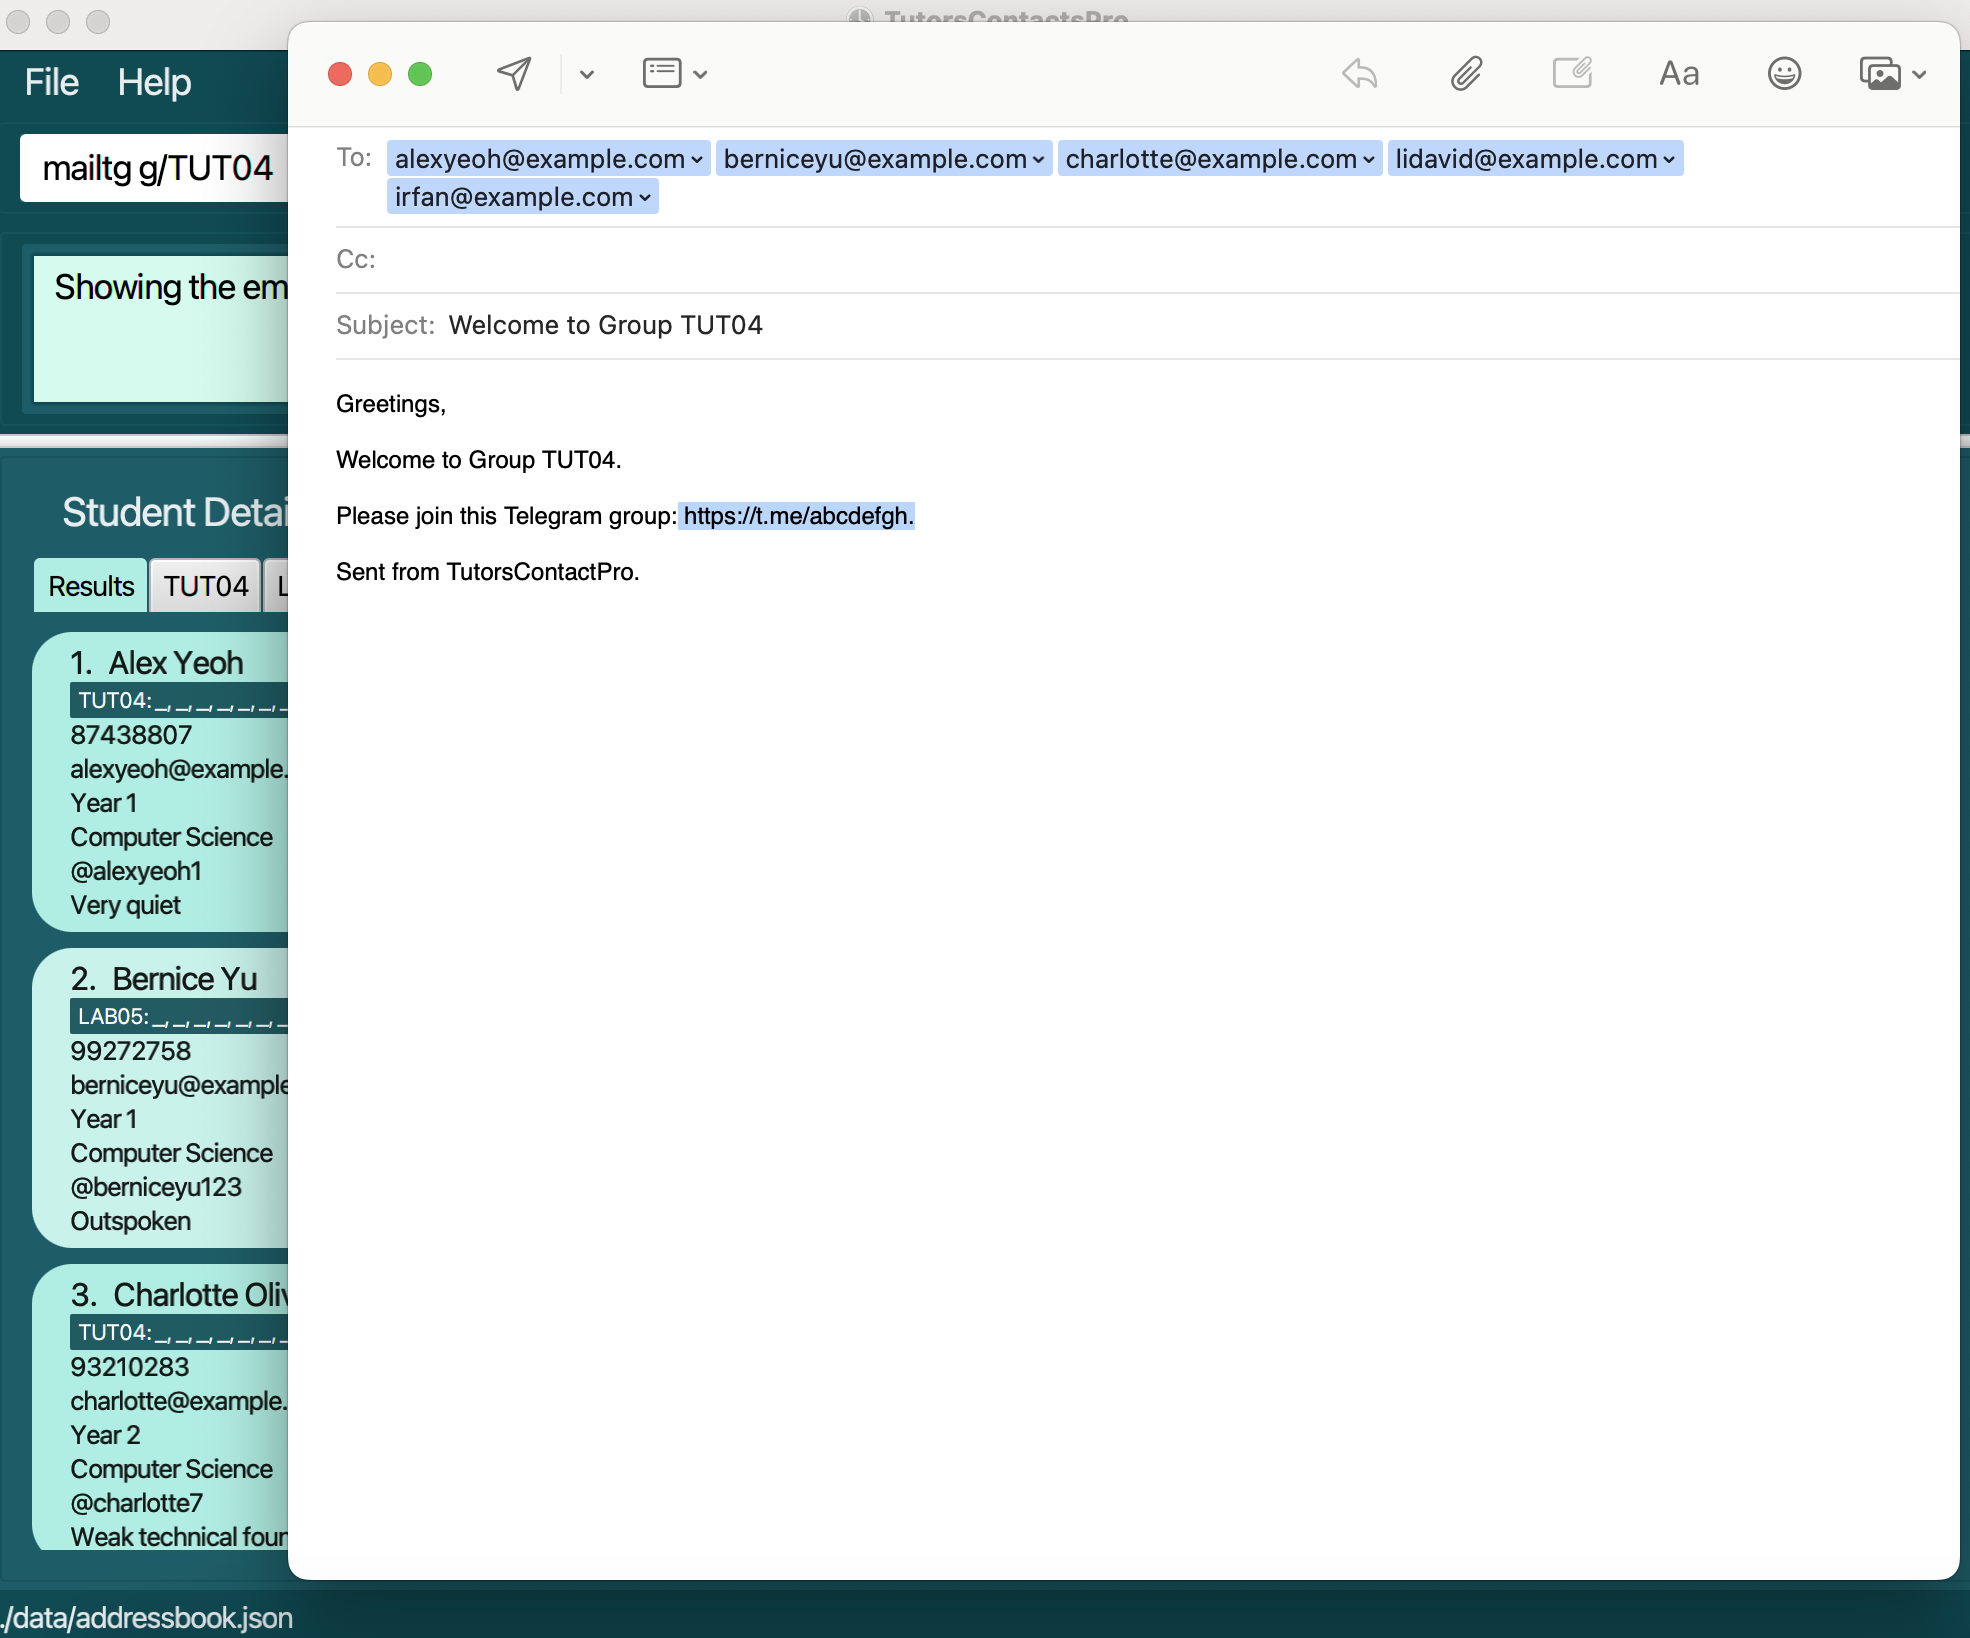 TutorsContactsPro
File Help
mailtg g/TUT04
Showing the em
Student Detai
Results TUT04 L
1. Alex Yeoh
TUT04: _, _, _, _, _, _, _
87438807
alexyeoh@example.
Year 1
Computer Science
@alexyeoh1
Very quiet
2. Bernice Yu
LAB05: _, _, _, _, _, _, _
99272758
berniceyu@example
Year 1
Computer Science
@berniceyu123
Outspoken
3. Charlotte Oliv
TUT04: _, _, _, _, _, _, _
93210283
charlotte@example.
Year 2
Computer Science
@charlotte7
Weak technical foun
./data/addressbook.json
Aa
To: alexyeoh@example.com berniceyu@example.com charlotte@example.com lidavid@example.com
irfan@example.com
Cc:
Subject: Welcome to Group TUT04
Greetings,
Welcome to Group TUT04.
Please join this Telegram group: https://t.me/abcdefgh.
Sent from TutorsContactPro.